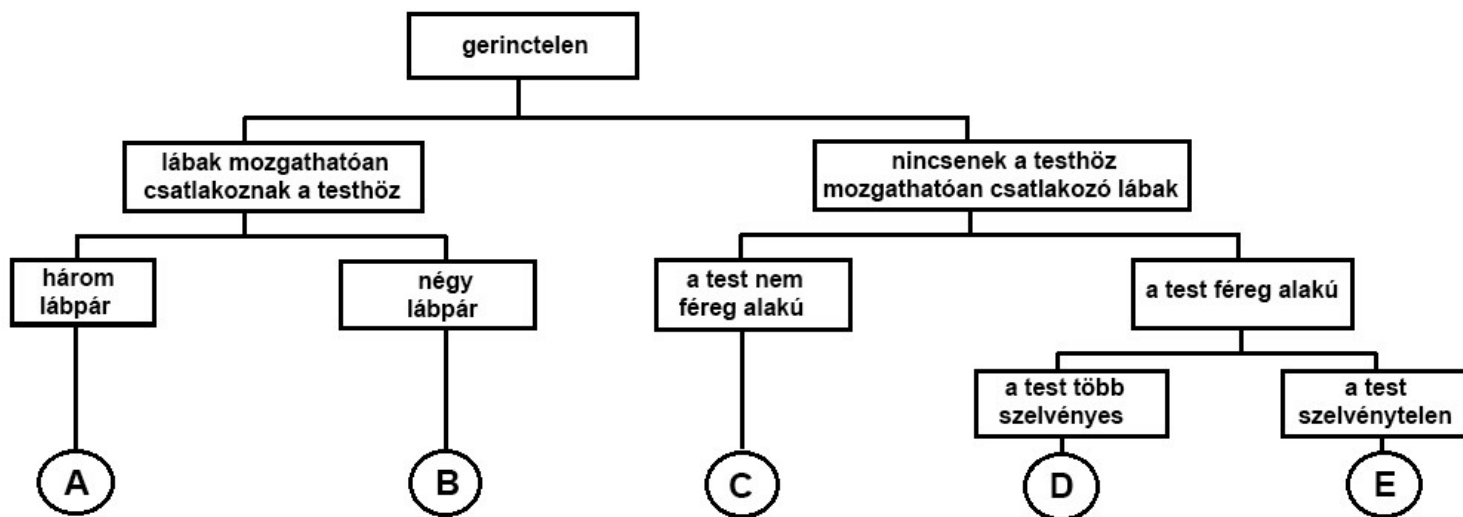 gerinctelen
lábak mozgathatóan
csatlakoznak a testhöz
nincsenek a testhöz
mozgathatóan csatlakozó lábak
három
lábpár
négy
lábpár
a test nem
féreg alakú
a test féreg alakú
a test több
szelvényes
a test
szelvénytelen
A
B
C
D
E